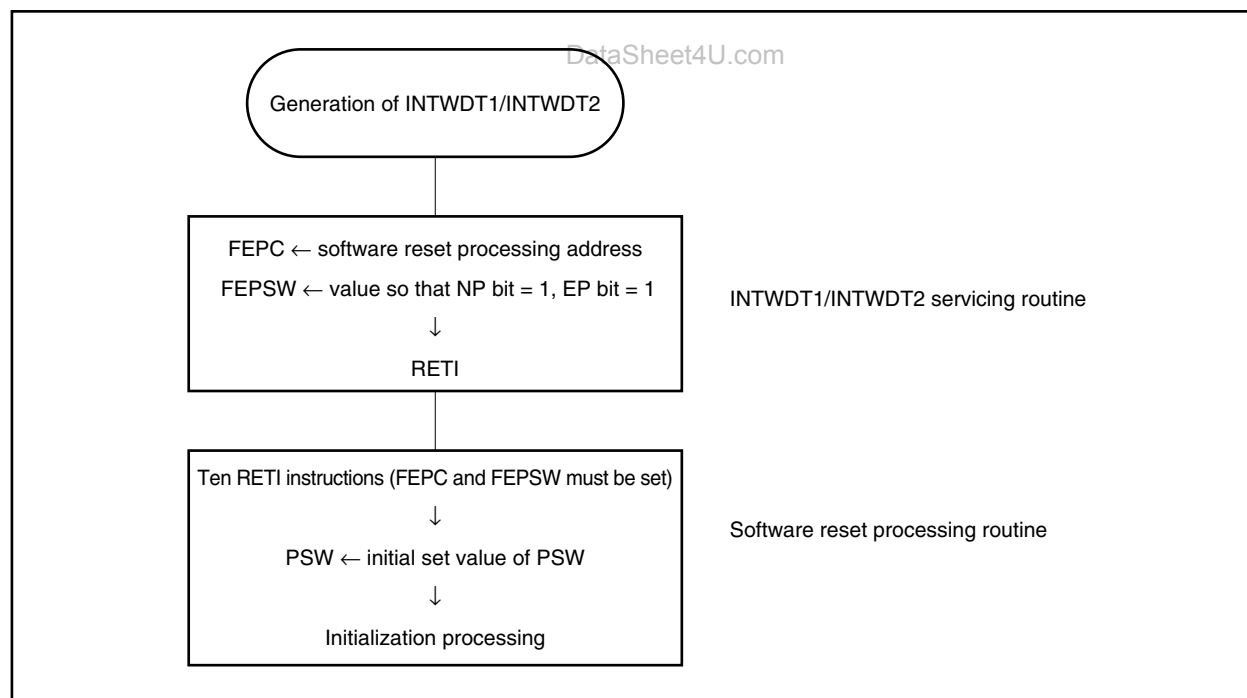 DataSheet4U.com
Generation of INTWDT1/INTWDT2
FEPC ← software reset processing address
FEPSW ← value so that NP bit = 1, EP bit = 1
↓
RETI
INTWDT1/INTWDT2 servicing routine
Ten RETI instructions (FEPC and FEPSW must be set)
↓
PSW ← initial set value of PSW
↓
Initialization processing
Software reset processing routine